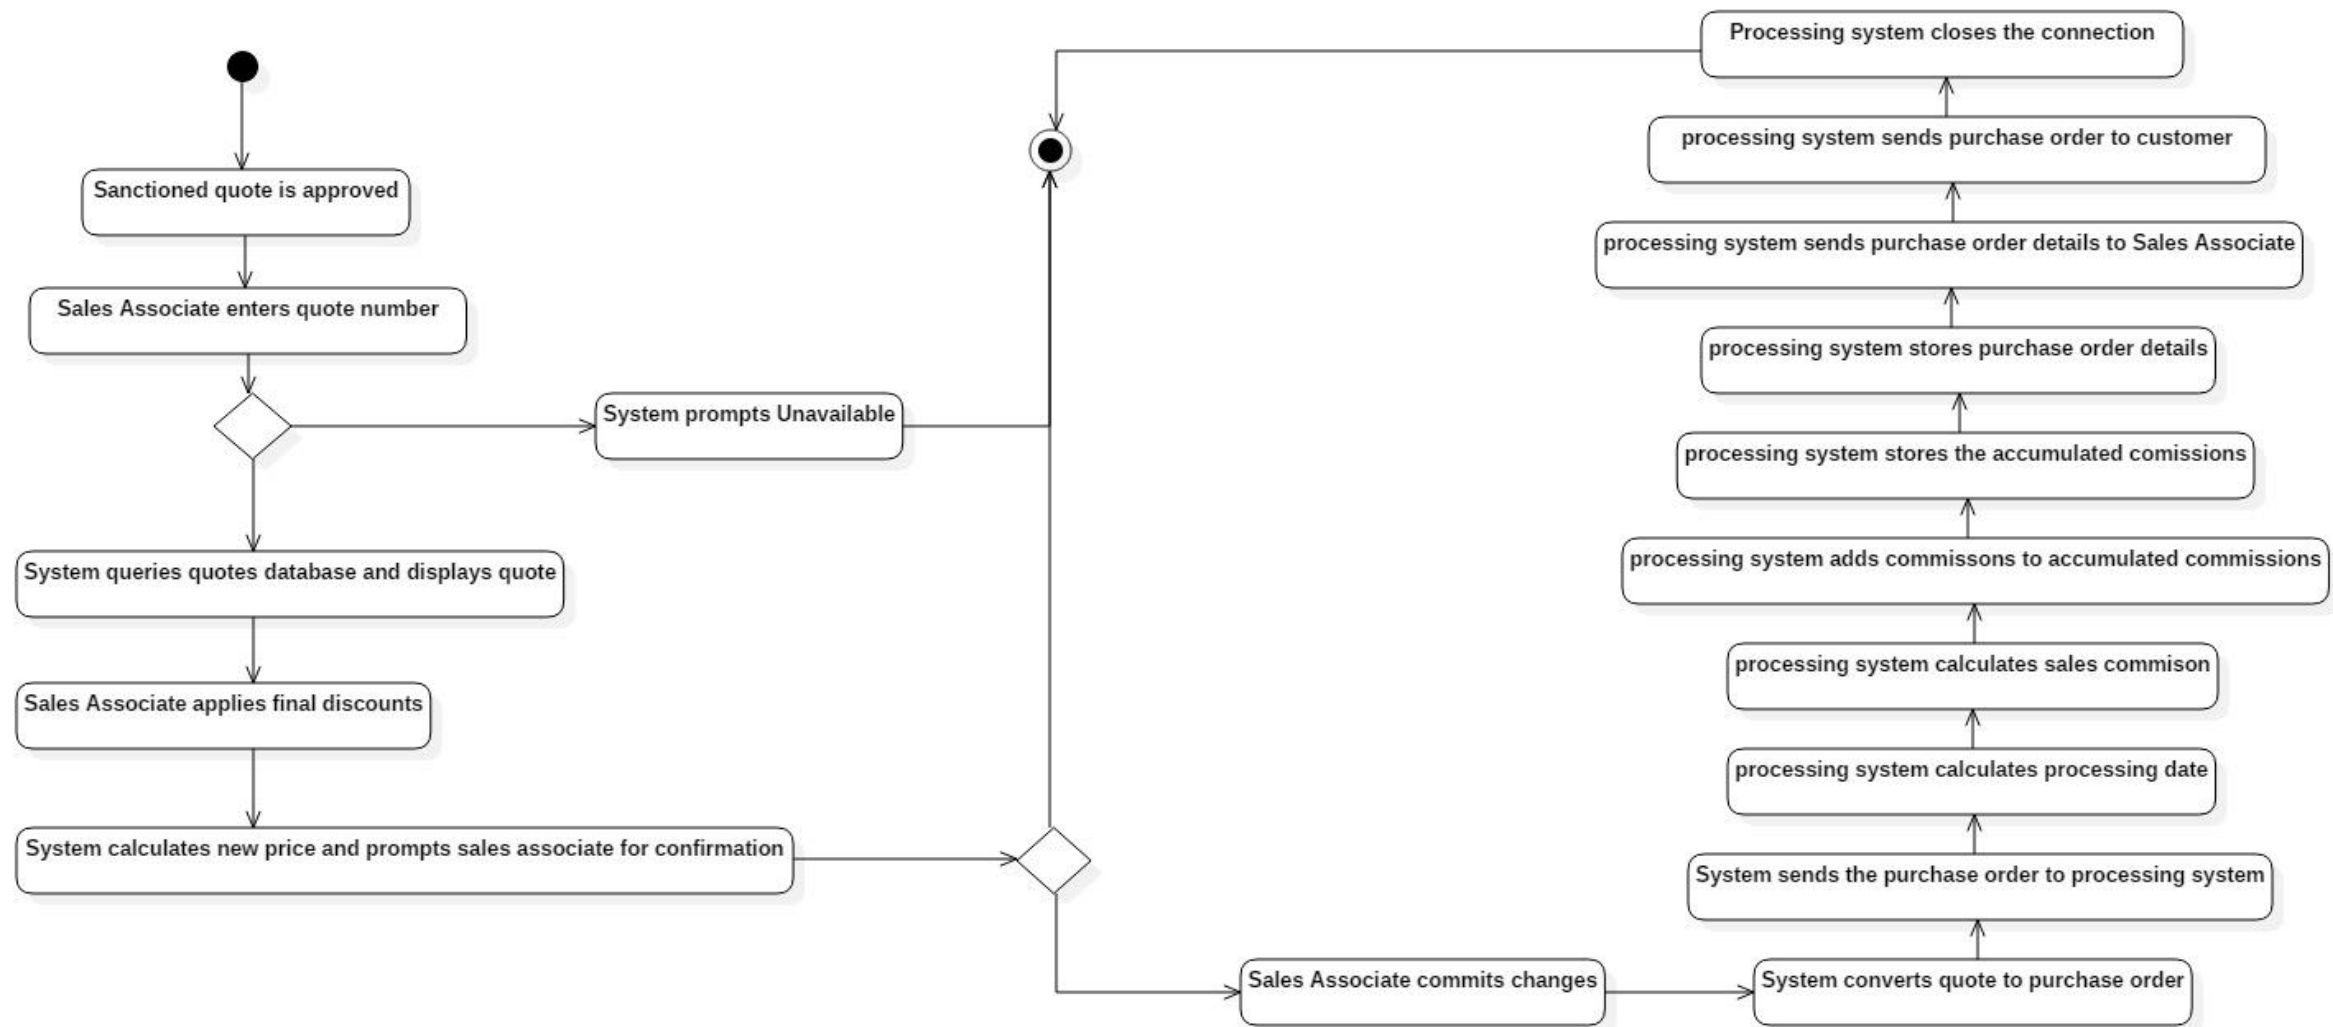 Sanctioned quote is approved
Sales Associate enters quote number
System prompts Unavailable
System queries quotes database and displays quote
Sales Associate applies final discounts
System calculates new price and prompts sales associate for confirmation
Sales Associate commits changes
System converts quote to purchase order
System sends the purchase order to processing system
processing system calculates processing date
processing system calculates sales commison
processing system adds commissons to accumulated commissions
processing system stores the accumulated comissions
processing system stores purchase order details
processing system sends purchase order details to Sales Associate
processing system sends purchase order to customer
Processing system closes the connection